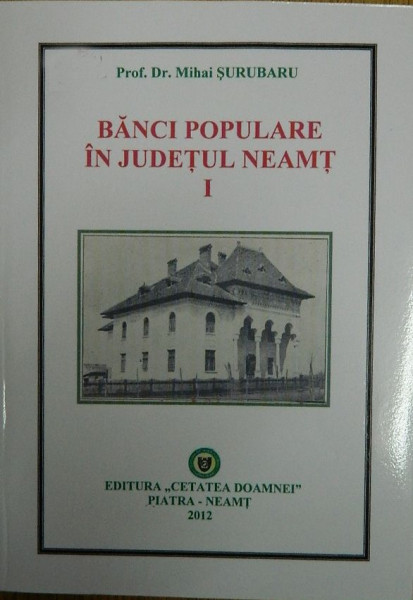 Prof. Dr. Mihai ŞURUBARU
BĂNCI POPULARE
ÎN JUDEŢUL NEAMŢ
I
EDITURA „CETATEA DOAMNEI”
PIATRA - NEAMŢ
2012